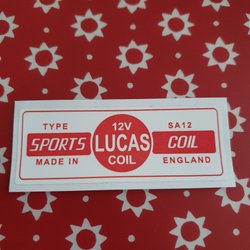 TYPE 12V SA12
SPORTS LUCAS COIL
MADE IN COIL ENGLAND